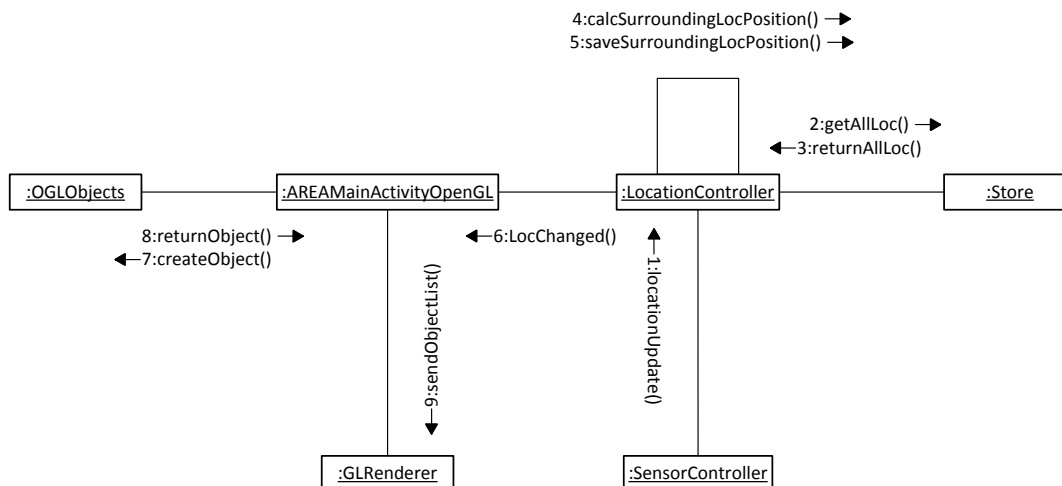 4:calcSurroundingLocPosition()
5:saveSurroundingLocPosition()
2:getAllLoc()
3:returnAllLoc()
:OGLObjects
:AREAMainActivityOpenGL
:LocationController
:Store
8:returnObject()
7:createObject()
6:LocChanged()
9:sendObjectList()
1:locationUpdate()
:GLRenderer
:SensorController